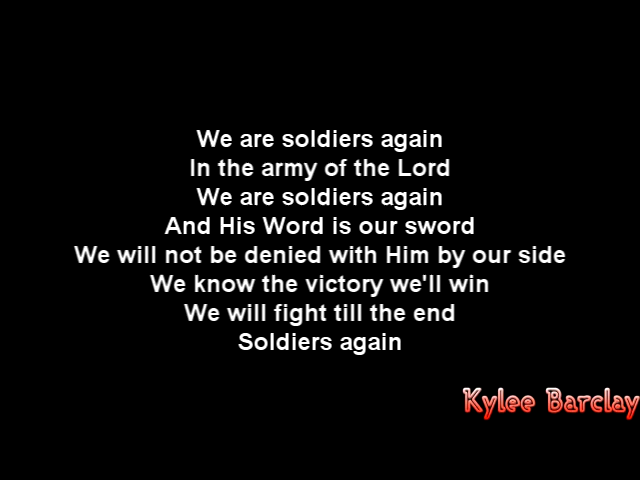 We are soldiers again
In the army of the Lord
We are soldiers again
And His Word is our sword
We will not be denied with Him by our side
We know the victory we'll win
We will fight till the end
Soldiers again
Kylee Barclay